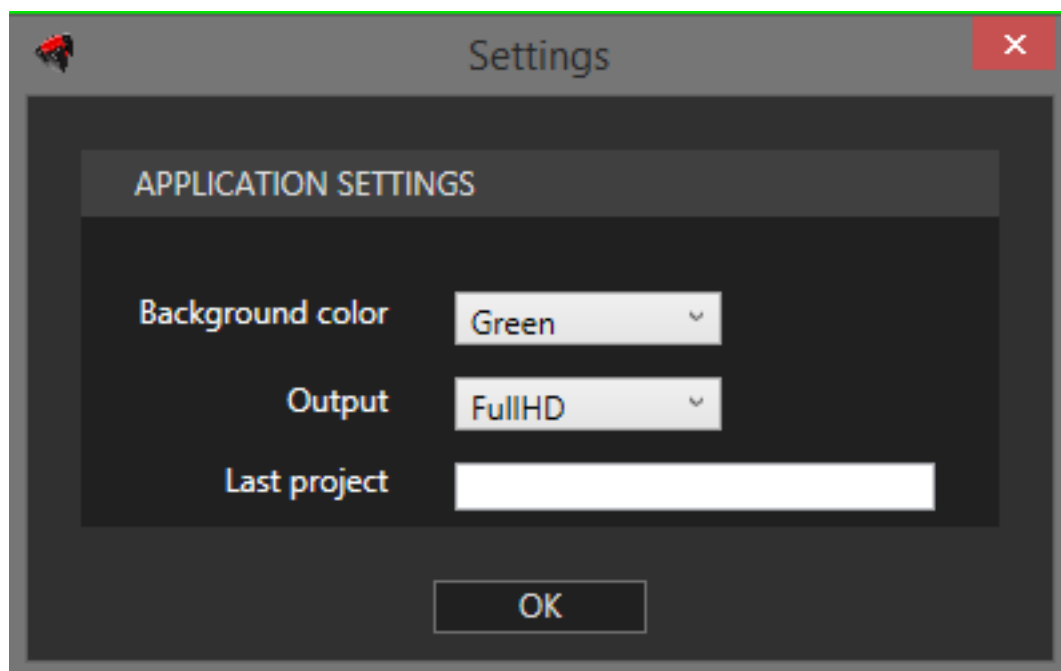 Settings
APPLICATION SETTINGS
Background color
Green
Output
FullHD
Last project
OK